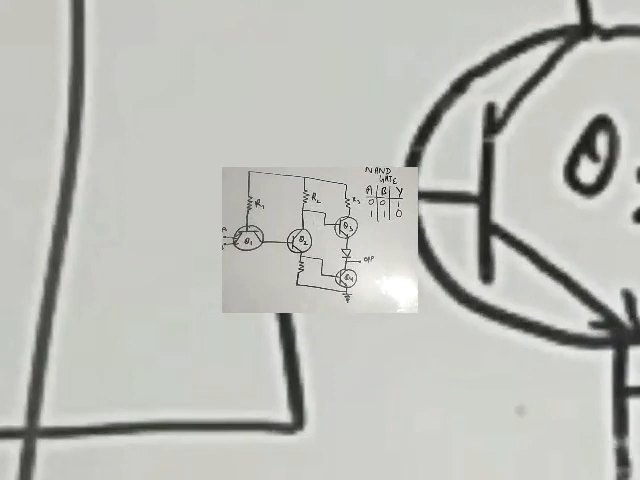 NAND
GATE
A B Y
0 0 1
1 1 0
R1
R2
R3
Q1
Q2
Q3
Q4
O/P
A